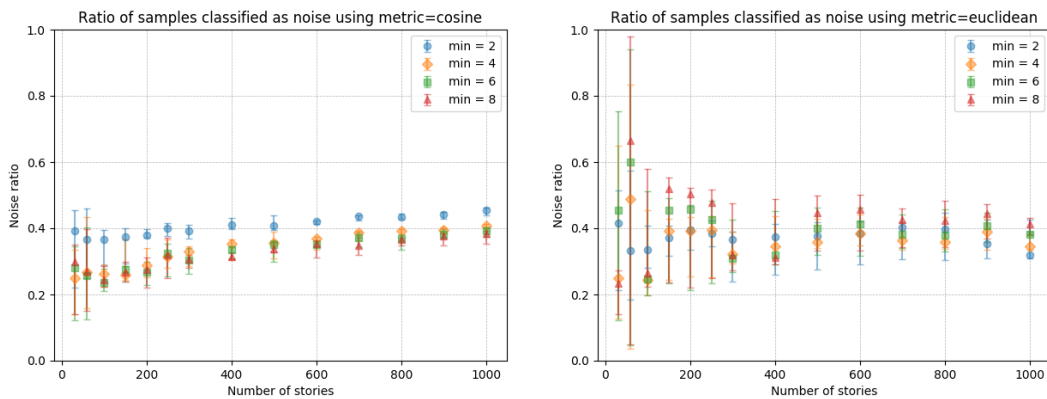 Ratio of samples classified as noise using metric=cosine
1.0
0.8
0.6
0.4
0.2
0.0
Noise ratio
min = 2
min = 4
min = 6
min = 8
0
200
400
600
800
1000
Number of stories
Ratio of samples classified as noise using metric=euclidean
1.0
0.8
0.6
0.4
0.2
0.0
Noise ratio
min = 2
min = 4
min = 6
min = 8
0
200
400
600
800
1000
Number of stories